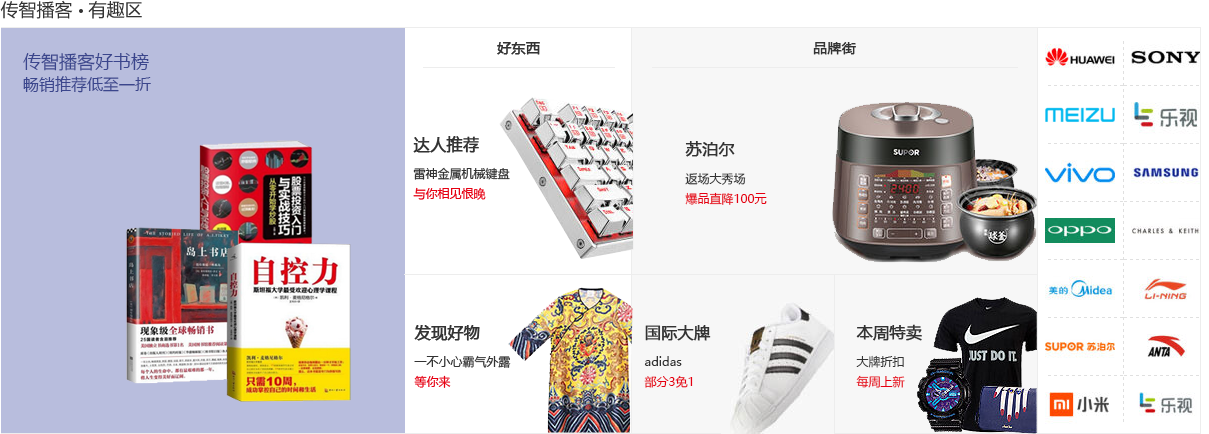 传智播客 • 有趣区
传智播客好书榜
畅销推荐低至一折
股票投资入门
与实战技巧
从零开始学炒股
岛上书店
现象级全球畅销书
自控力
斯坦福大学最受欢迎心理学课程
只需10周,
成功掌控自己的时间和生活
好东西
达人推荐
雷神金属机械键盘
与你相见恨晚
发现好物
一不小心霸气外露
等你来
品牌街
苏泊尔
返场大秀场
爆品直降100元
SUPOR
球釜
国际大牌
adidas
部分3免1
本周特卖
大牌折扣
每周上新
JUST DO IT.
HUAWEI
SONY
MEIZU
乐视
vivo
SAMSUNG
oppo
CHARLES & KEITH
美的 Midea
LI-NING
SUPOR 苏泊尔
ANTA
MI 小米
乐视